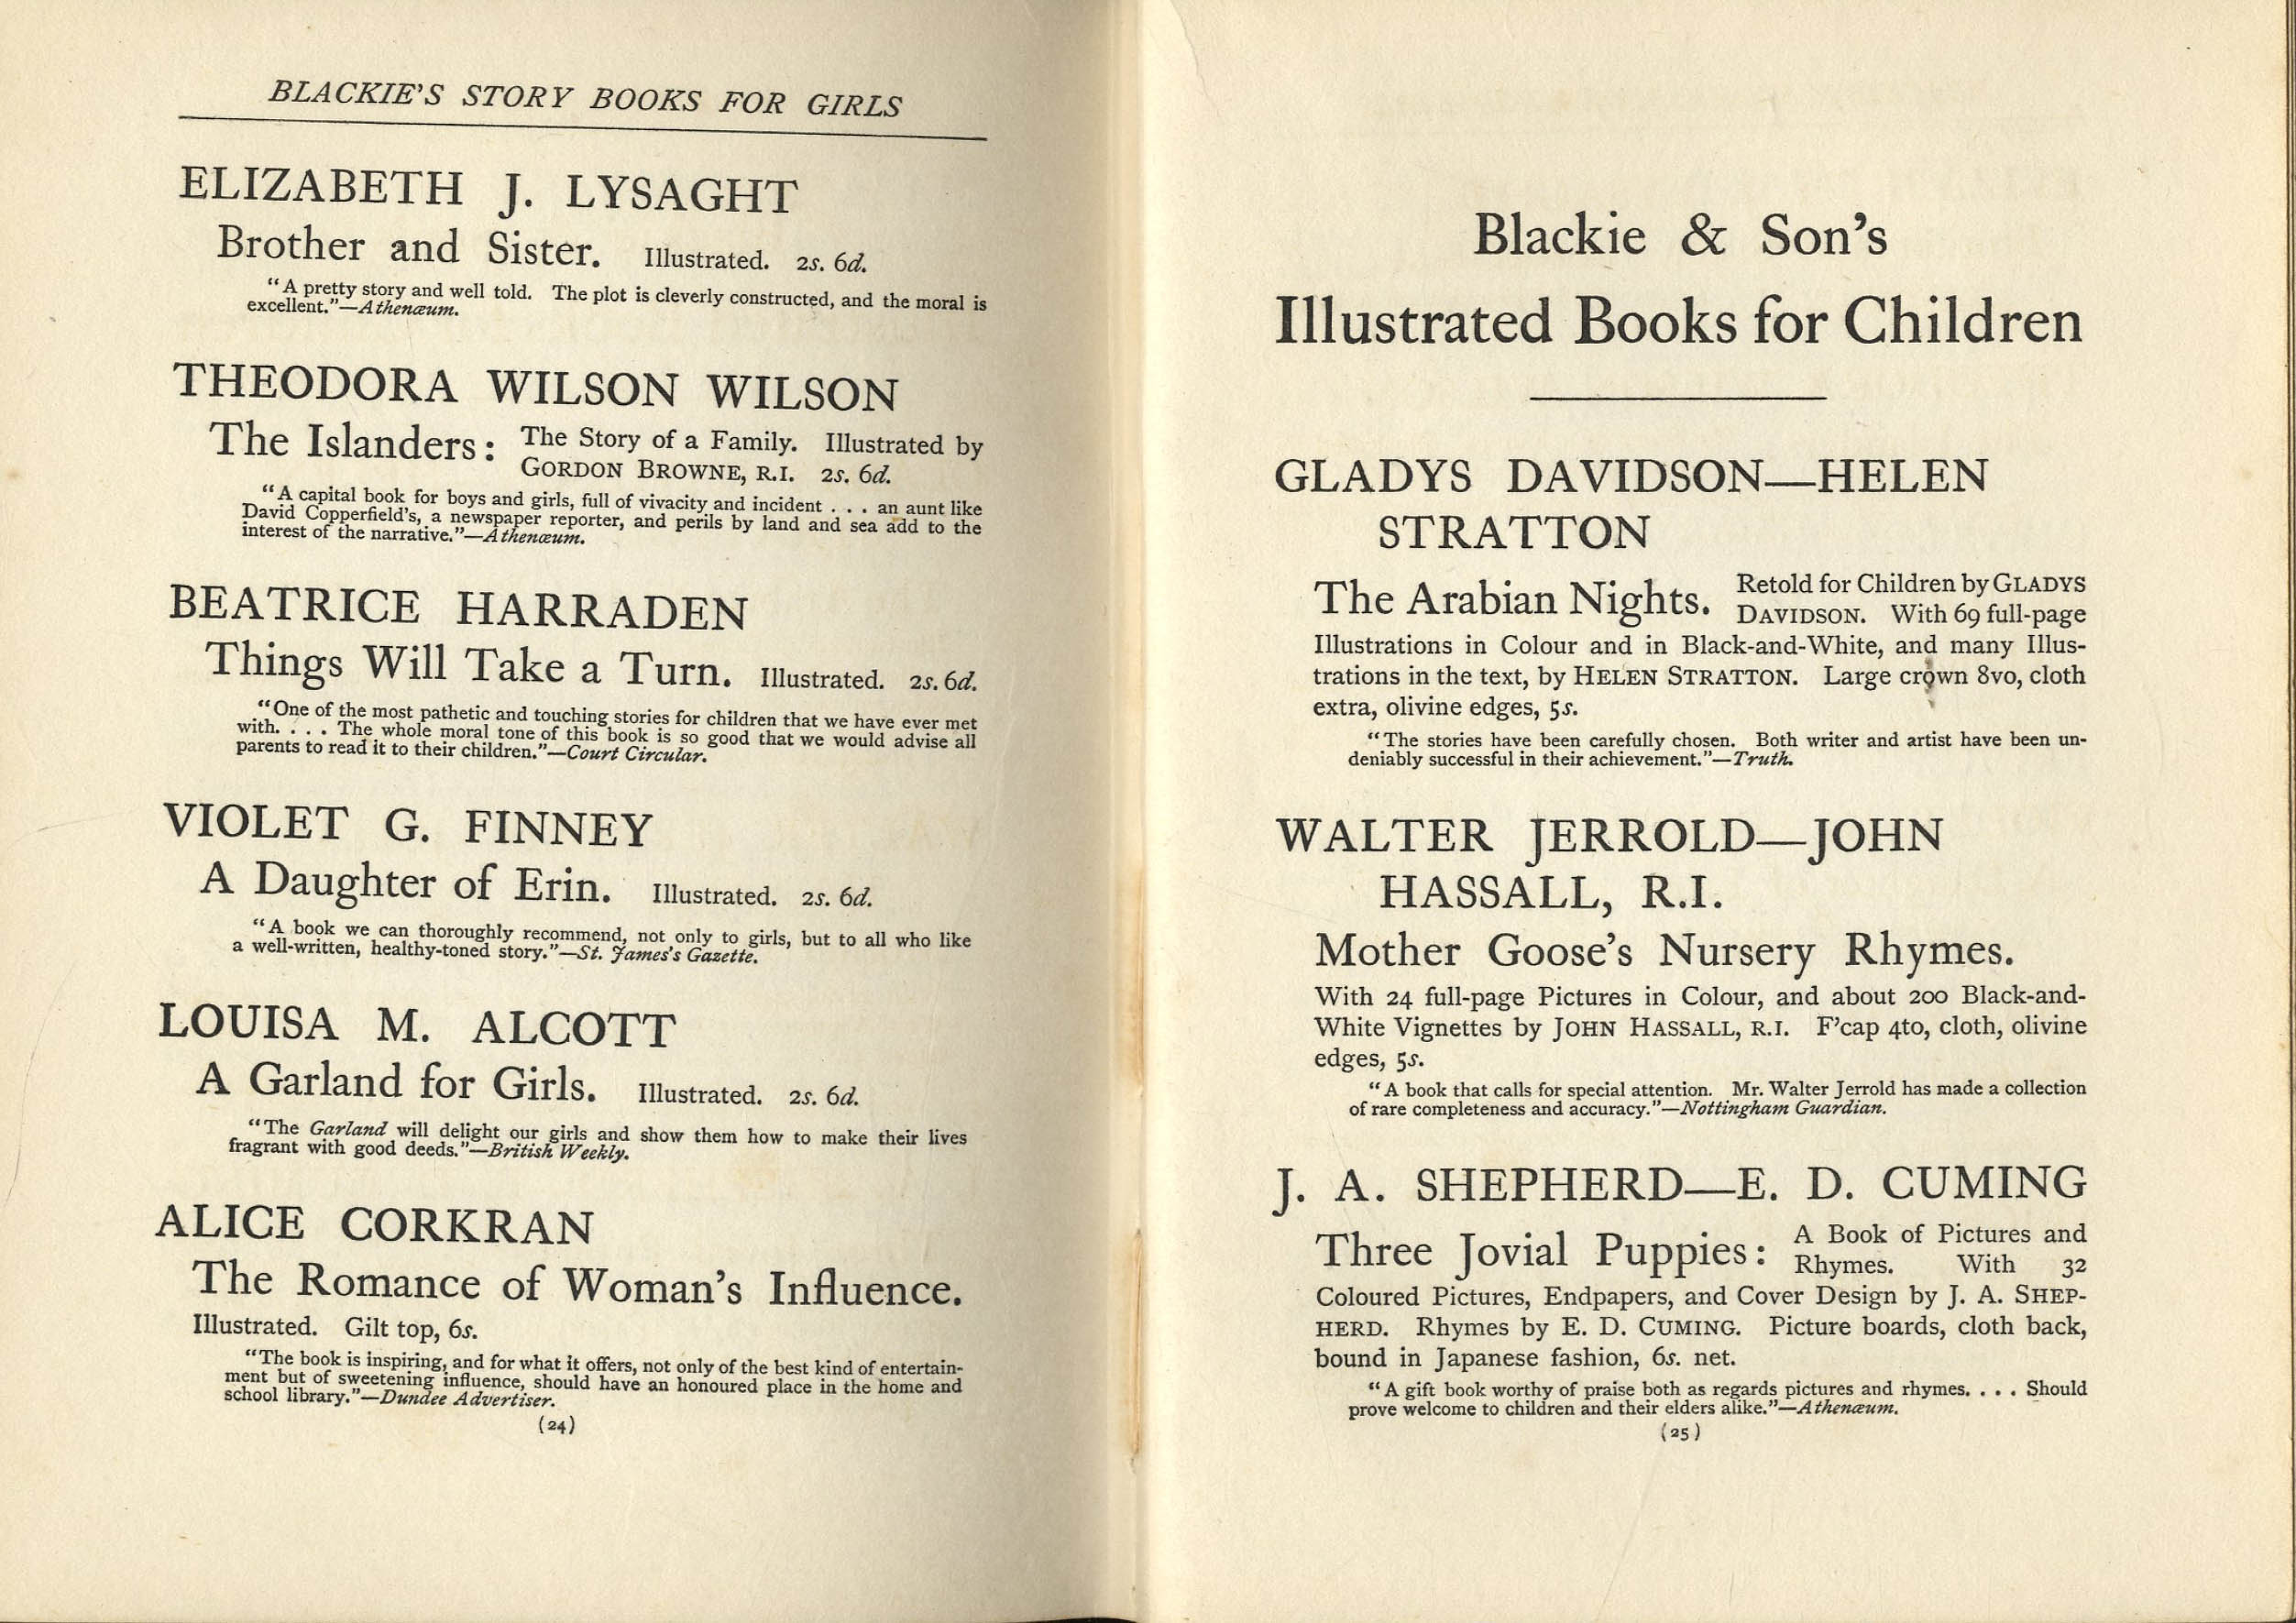 BLACKIE'S STORY BOOKS FOR GIRLS
ELIZABETH J. LYSAGHT
Brother and Sister. Illustrated. 2s. 6d.
"A pretty story and well told. The plot is cleverly constructed, and the moral is
excellent."—Athenæum.
THEODORA WILSON WILSON
The Islanders: The Story of a Family. Illustrated by
GORDON BROWNE, R.I. 2s. 6d.
"A capital book for boys and girls, full of vivacity and incident . . . an aunt like
David Copperfield's, a newspaper reporter, and perils by land and sea add to the
interest of the narrative."—Athenæum.
BEATRICE HARRADEN
Things Will Take a Turn. Illustrated. 2s. 6d.
"One of the most pathetic and touching stories for children that we have ever met
with. . . . The whole moral tone of this book is so good that we would advise all
parents to read it to their children."—Court Circular.
VIOLET G. FINNEY
A Daughter of Erin. Illustrated. 2s. 6d.
"A book we can thoroughly recommend, not only to girls, but to all who like
a well-written, healthy-toned story."—St. James's Gazette.
LOUISA M. ALCOTT
A Garland for Girls. Illustrated. 2s. 6d.
"The Garland will delight our girls and show them how to make their lives
fragrant with good deeds."—British Weekly.
ALICE CORKRAN
The Romance of Woman's Influence.
Illustrated. Gilt top, 6s.
"The book is inspiring, and for what it offers, not only of the best kind of entertain-
ment but of sweetening influence, should have an honoured place in the home and
school library."—Dundee Advertiser.
(24)
Blackie & Son's
Illustrated Books for Children
GLADYS DAVIDSON—HELEN
STRATTON
The Arabian Nights. Retold for Children by GLADYS
DAVIDSON. With 69 full-page
Illustrations in Colour and in Black-and-White, and many Illus-
trations in the text, by HELEN STRATTON. Large crown 8vo, cloth
extra, olivine edges, 5s.
"The stories have been carefully chosen. Both writer and artist have been un-
deniably successful in their achievement."—Truth.
WALTER JERROLD—JOHN
HASSALL, R.I.
Mother Goose's Nursery Rhymes.
With 24 full-page Pictures in Colour, and about 200 Black-and-
White Vignettes by JOHN HASSALL, R.I. F'cap 4to, cloth, olivine
edges, 5s.
"A book that calls for special attention. Mr. Walter Jerrold has made a collection
of rare completeness and accuracy."—Nottingham Guardian.
J. A. SHEPHERD—E. D. CUMING
Three Jovial Puppies: A Book of Pictures and
Rhymes. With 32
Coloured Pictures, Endpapers, and Cover Design by J. A. SHEP-
HERD. Rhymes by E. D. CUMING. Picture boards, cloth back,
bound in Japanese fashion, 6s. net.
"A gift book worthy of praise both as regards pictures and rhymes. . . . Should
prove welcome to children and their elders alike."—Athenæum.
(25)